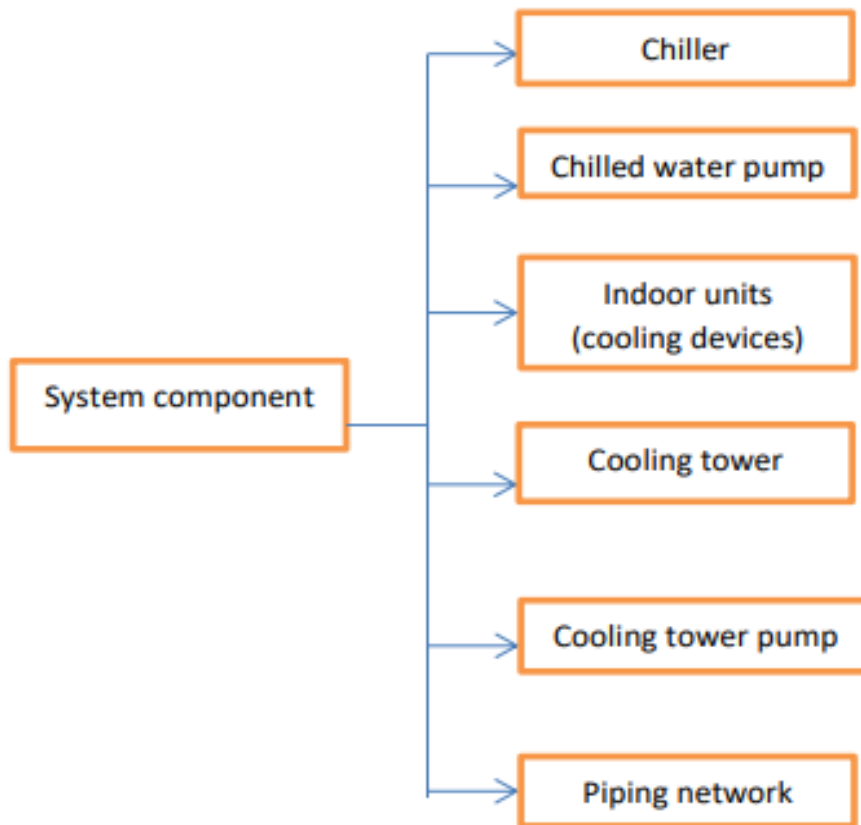 System component
Chiller
Chilled water pump
Indoor units
(cooling devices)
Cooling tower
Cooling tower pump
Piping network